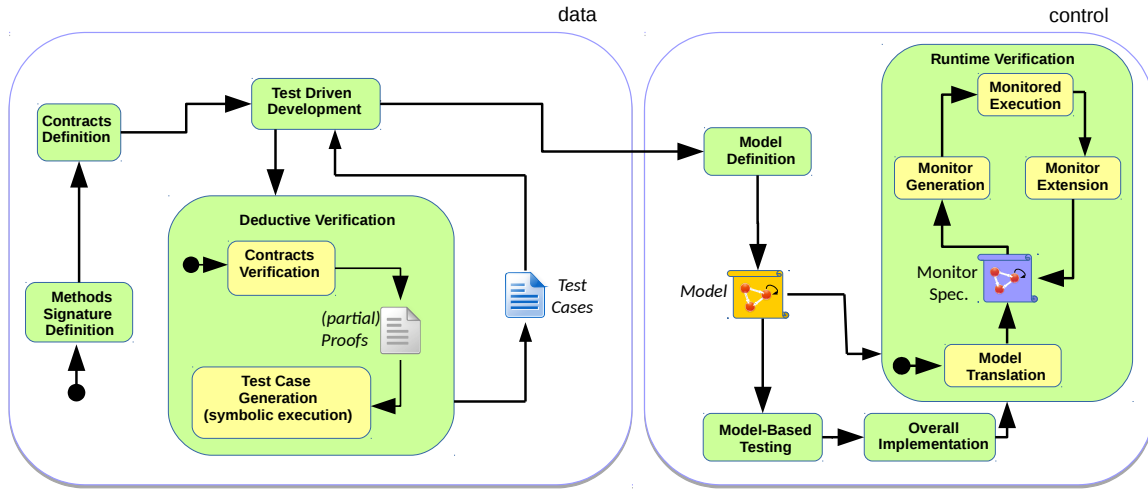 data
control
Contracts
Definition
Test Driven
Development
Methods
Signature
Definition
Deductive Verification
Contracts
Verification
(partial)
Proofs
Test Case
Generation
(symbolic execution)
Test
Cases
Model
Definition
Model
Model-Based
Testing
Overall
Implementation
Runtime Verification
Monitored
Execution
Monitor
Generation
Monitor
Extension
Monitor
Spec.
Model
Translation